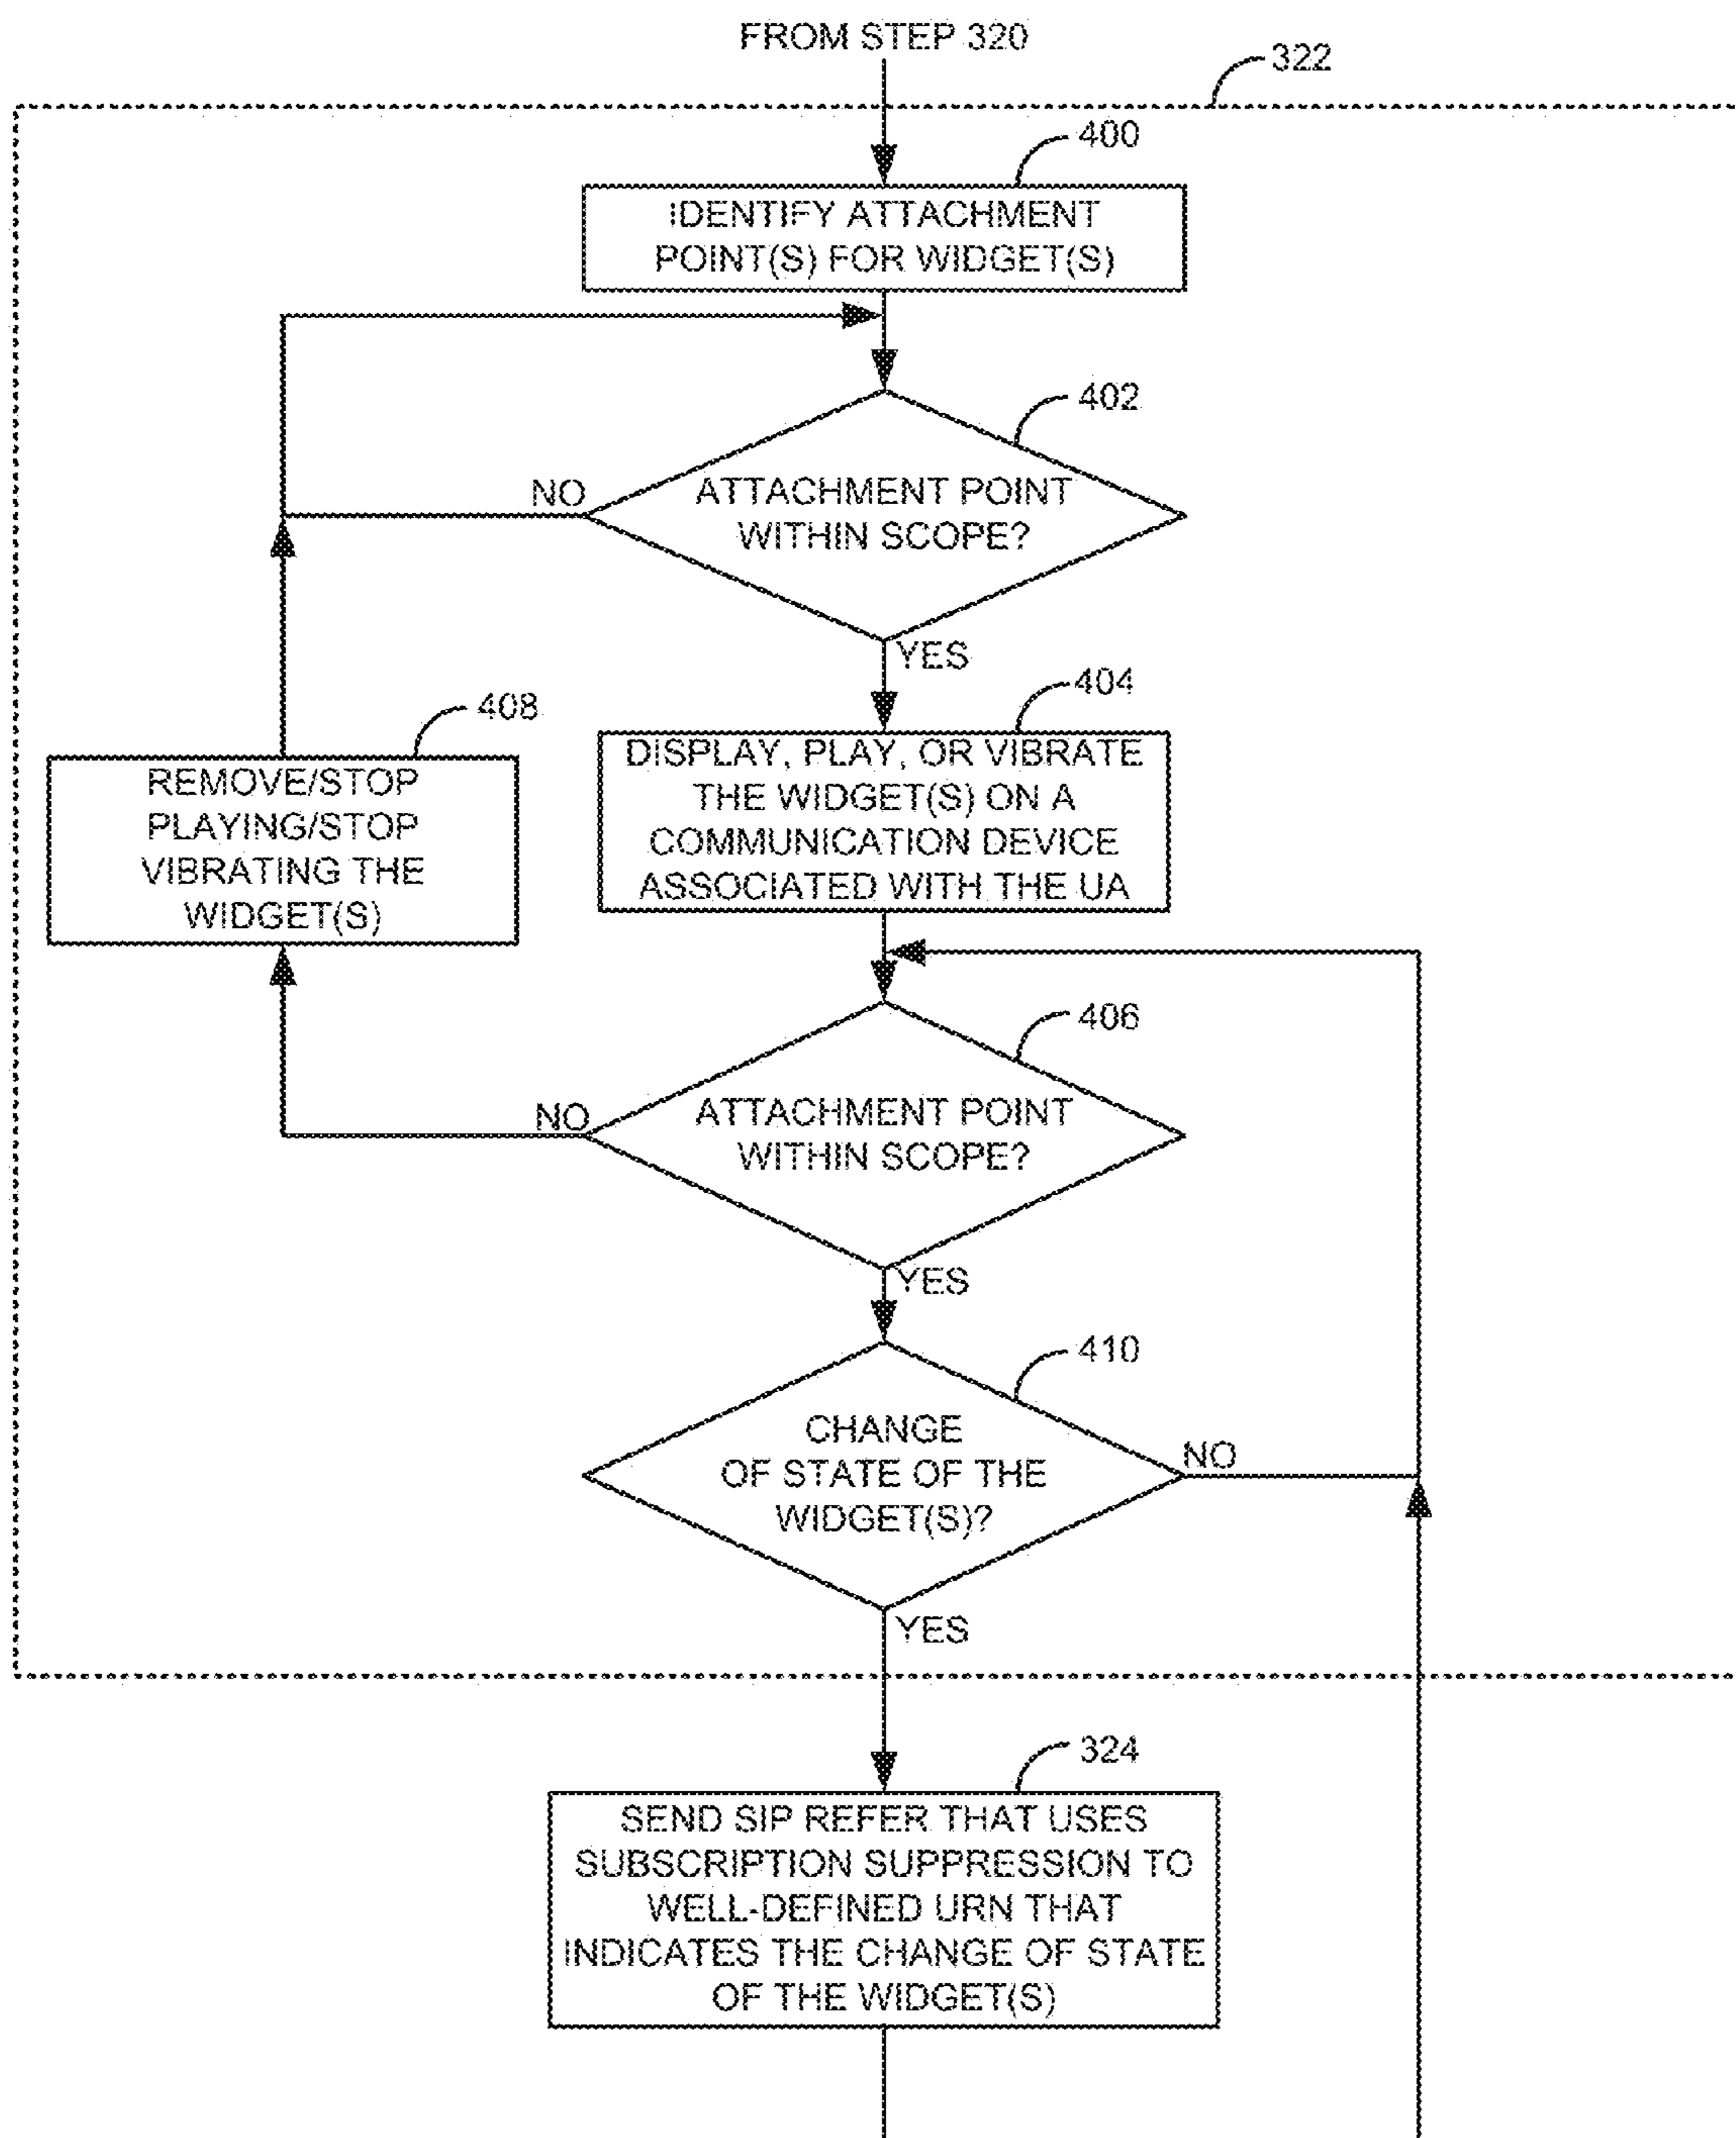 FROM STEP 320
322
400
IDENTIFY ATTACHMENT
POINT(S) FOR WIDGET(S)
402
NO
ATTACHMENT POINT
WITHIN SCOPE?
YES
404
408
DISPLAY, PLAY, OR VIBRATE
THE WIDGET(S) ON A
COMMUNICATION DEVICE
ASSOCIATED WITH THE UA
REMOVE/STOP
PLAYING/STOP
VIBRATING THE
WIDGET(S)
406
NO
ATTACHMENT POINT
WITHIN SCOPE?
YES
410
CHANGE
OF STATE OF THE
WIDGET(S)?
NO
YES
324
SEND SIP REFER THAT USES
SUBSCRIPTION SUPPRESSION TO
WELL-DEFINED URN THAT
INDICATES THE CHANGE OF STATE
OF THE WIDGET(S)